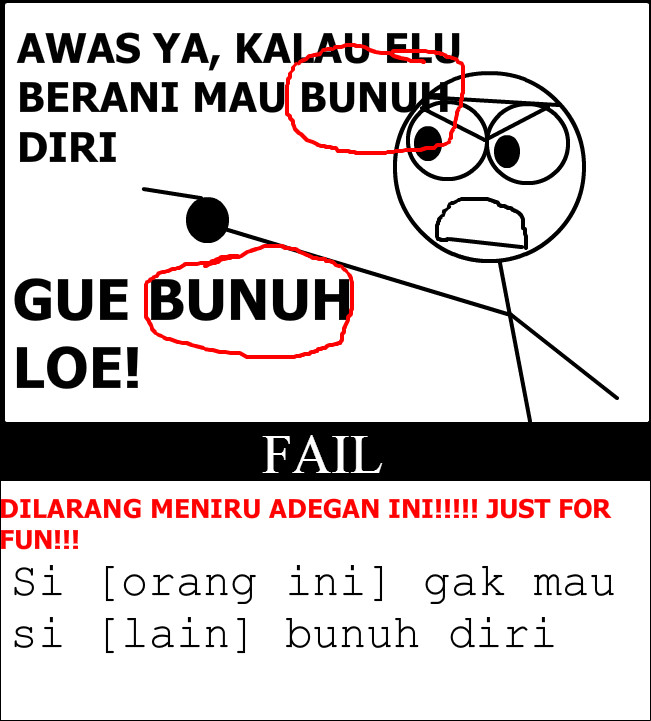 AWAS YA, KALAU ELU
BERANI MAU BUNUH
DIRI
GUE BUNUH
LOE!
FAIL
DILARANG MENIRU ADEGAN INI!!!!! JUST FOR
FUN!!!
Si [orang ini] gak mau
si [lain] bunuh diri